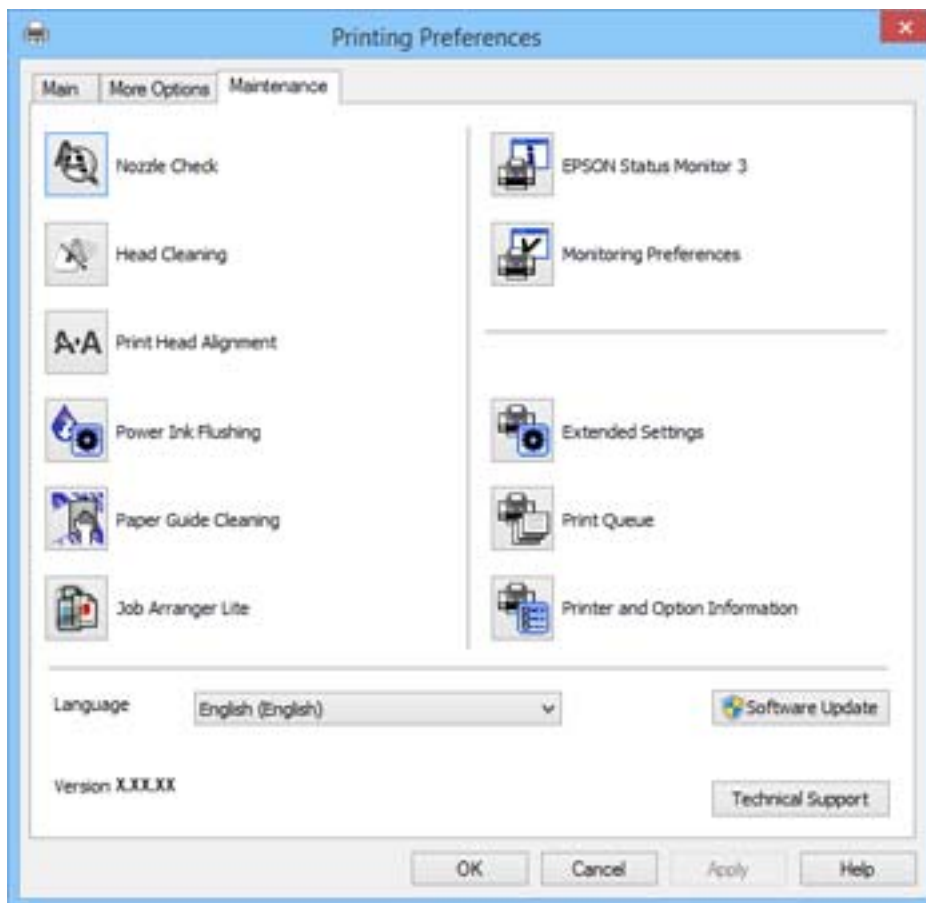 Printing Preferences
Main
More Options
Maintenance
Nozzle Check
Head Cleaning
A·A Print Head Alignment
Power Ink Flushing
Paper Guide Cleaning
Job Arranger Lite
EPSON Status Monitor 3
Monitoring Preferences
Extended Settings
Print Queue
Printer and Option Information
Language
English (English)
Software Update
Version X.XX.XX
Technical Support
OK
Cancel
Apply
Help